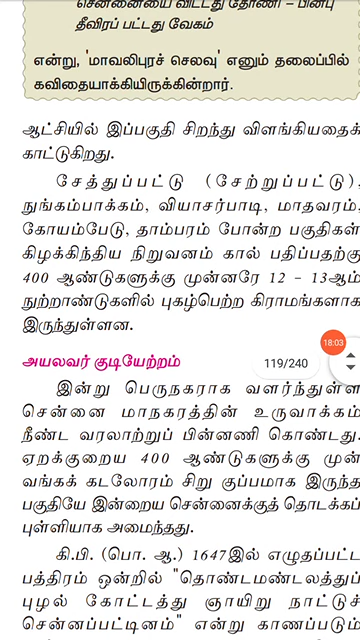 சென்னையை விட்டது தோணி – பின்பு
தீவிரப் பட்டது வேகம்
என்று, 'மாவலிபுரச் செலவு' எனும் தலைப்பில்
கவிதையாக்கியிருக்கின்றார்.
ஆட்சியில் இப்பகுதி சிறந்து விளங்கியதைக்
காட்டுகிறது.
சேத்துப்பட்டு (சேற்றுப்பட்டு),
நுங்கம்பாக்கம், வியாசர்பாடி, மாதவரம்,
கோயம்பேடு, தாம்பரம் போன்ற பகுதிகள்
கிழக்கிந்திய நிறுவனம் கால் பதிப்பதற்கு
400 ஆண்டுகளுக்கு முன்னரே 12 – 13ஆம்
நுற்றாண்டுகளில் புகழ்பெற்ற கிராமங்களாக
இருந்துள்ளன.
18:03
அயலவர் குடியேற்றம்
119/240
இன்று பெருநகராக வளர்ந்துள்ள
சென்னை மாநகரத்தின் உருவாக்கம்
நீண்ட வரலாற்றுப் பின்னணி கொண்டது.
ஏறக்குறைய 400 ஆண்டுகளுக்கு முன்
வங்கக் கடலோரம் சிறு குப்பமாக இருந்த
பகுதியே இன்றைய சென்னைக்குத் தொடக்கப்
புள்ளியாக அமைந்தது.
கி.பி. (பொ. ஆ.) 1647இல் எழுதப்பட்ட
பத்திரம் ஒன்றில் "தொண்டமண்டலத்துப்
புழல் கோட்டத்து ஞாயிறு நாட்டுச்
சென்னப்பட்டினம்" என்று காணப்படும்